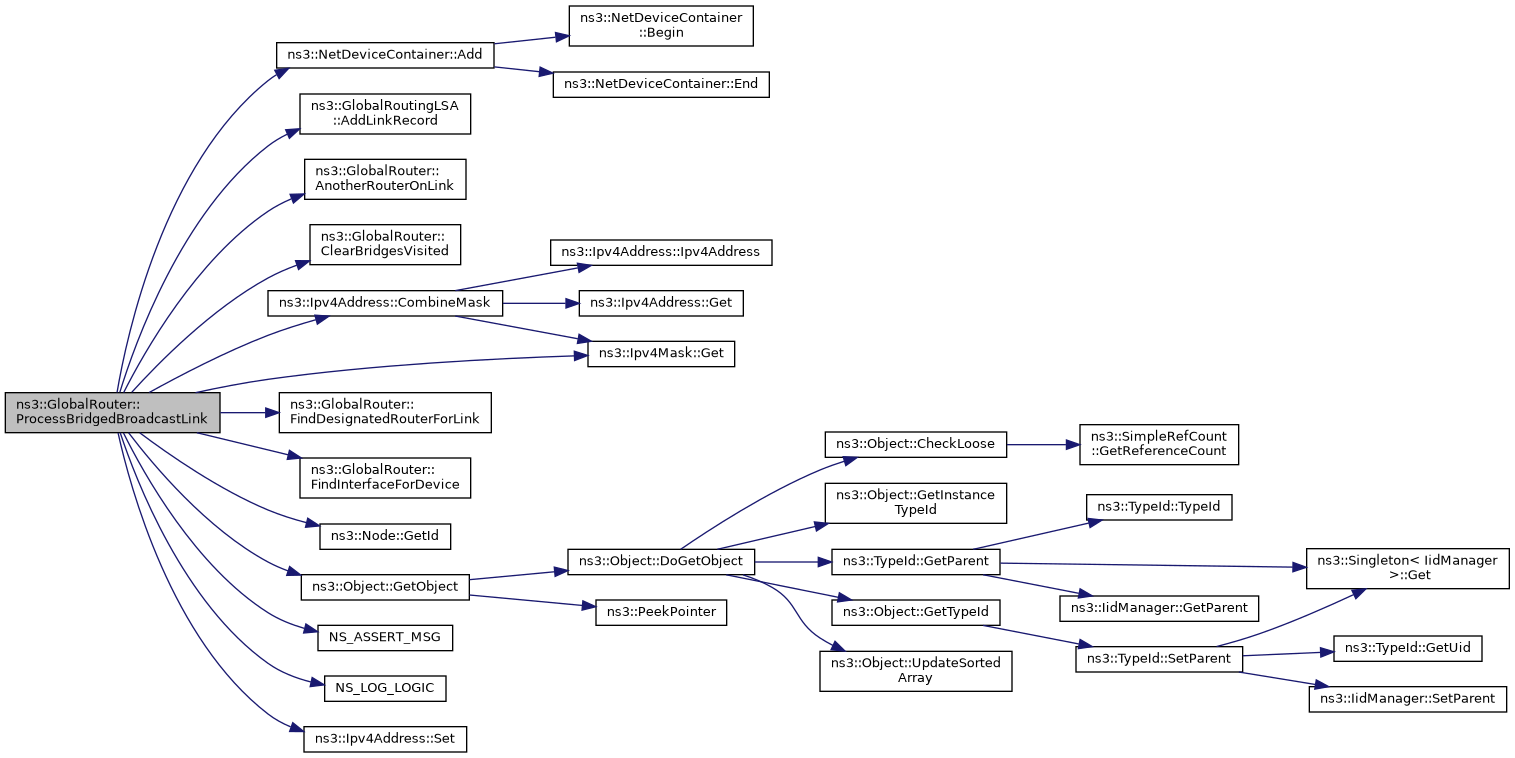 ns3::NetDeviceContainer
::Begin
ns3::NetDeviceContainer::Add
ns3::NetDeviceContainer::End
ns3::GlobalRoutingLSA
::AddLinkRecord
ns3::GlobalRouter::
AnotherRouterOnLink
ns3::GlobalRouter::
ClearBridgesVisited
ns3::Ipv4Address::Ipv4Address
ns3::Ipv4Address::CombineMask
ns3::Ipv4Address::Get
ns3::Ipv4Mask::Get
ns3::GlobalRouter::
ProcessBridgedBroadcastLink
ns3::GlobalRouter::
FindDesignatedRouterForLink
ns3::Object::CheckLoose
ns3::SimpleRefCount
::GetReferenceCount
ns3::GlobalRouter::
FindInterfaceForDevice
ns3::Object::GetInstance
TypeId
ns3::TypeId::TypeId
ns3::Node::GetId
ns3::Object::DoGetObject
ns3::TypeId::GetParent
ns3::Singleton< IidManager
>::Get
ns3::Object::GetObject
ns3::PeekPointer
ns3::Object::GetTypeId
ns3::IidManager::GetParent
NS_ASSERT_MSG
ns3::TypeId::GetUid
ns3::Object::UpdateSorted
Array
ns3::TypeId::SetParent
NS_LOG_LOGIC
ns3::IidManager::SetParent
ns3::Ipv4Address::Set